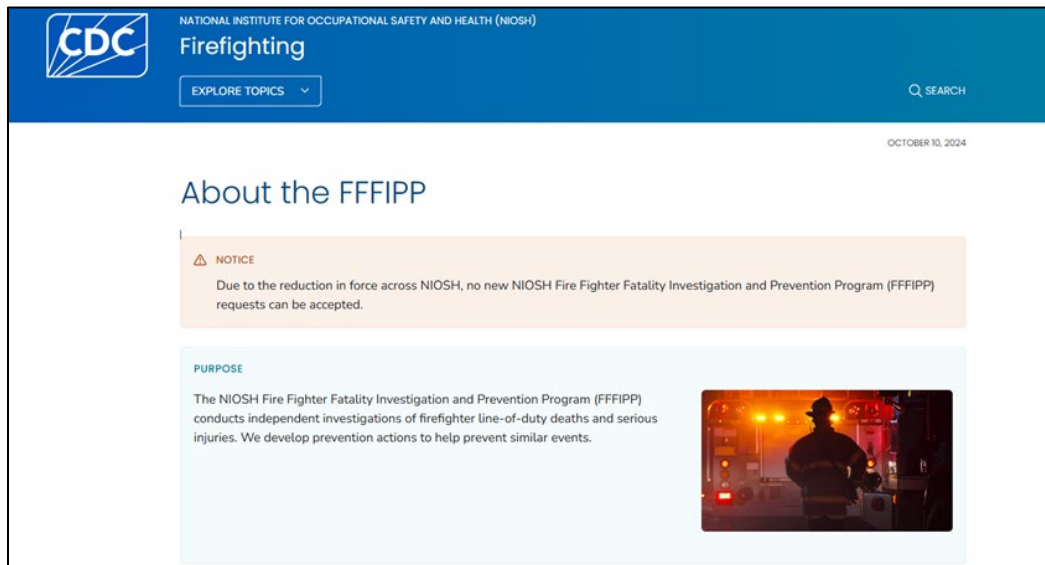 CDC
NATIONAL INSTITUTE FOR OCCUPATIONAL SAFETY AND HEALTH (NIOSH)
Firefighting
EXPLORE TOPICS
SEARCH
OCTOBER 10, 2024
About the FFFIPP
NOTICE
Due to the reduction in force across NIOSH, no new NIOSH Fire Fighter Fatality Investigation and Prevention Program (FFFIPP)
requests can be accepted.
PURPOSE
The NIOSH Fire Fighter Fatality Investigation and Prevention Program (FFFIPP)
conducts independent investigations of firefighter line-of-duty deaths and serious
injuries. We develop prevention actions to help prevent similar events.